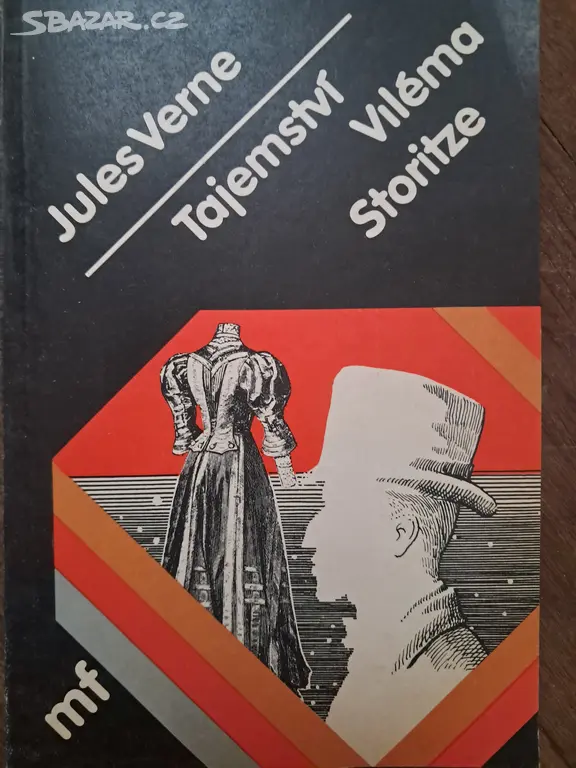 SBAZAR.CZ
Jules Verne
Tajemství
Viléma
Storitze
mf